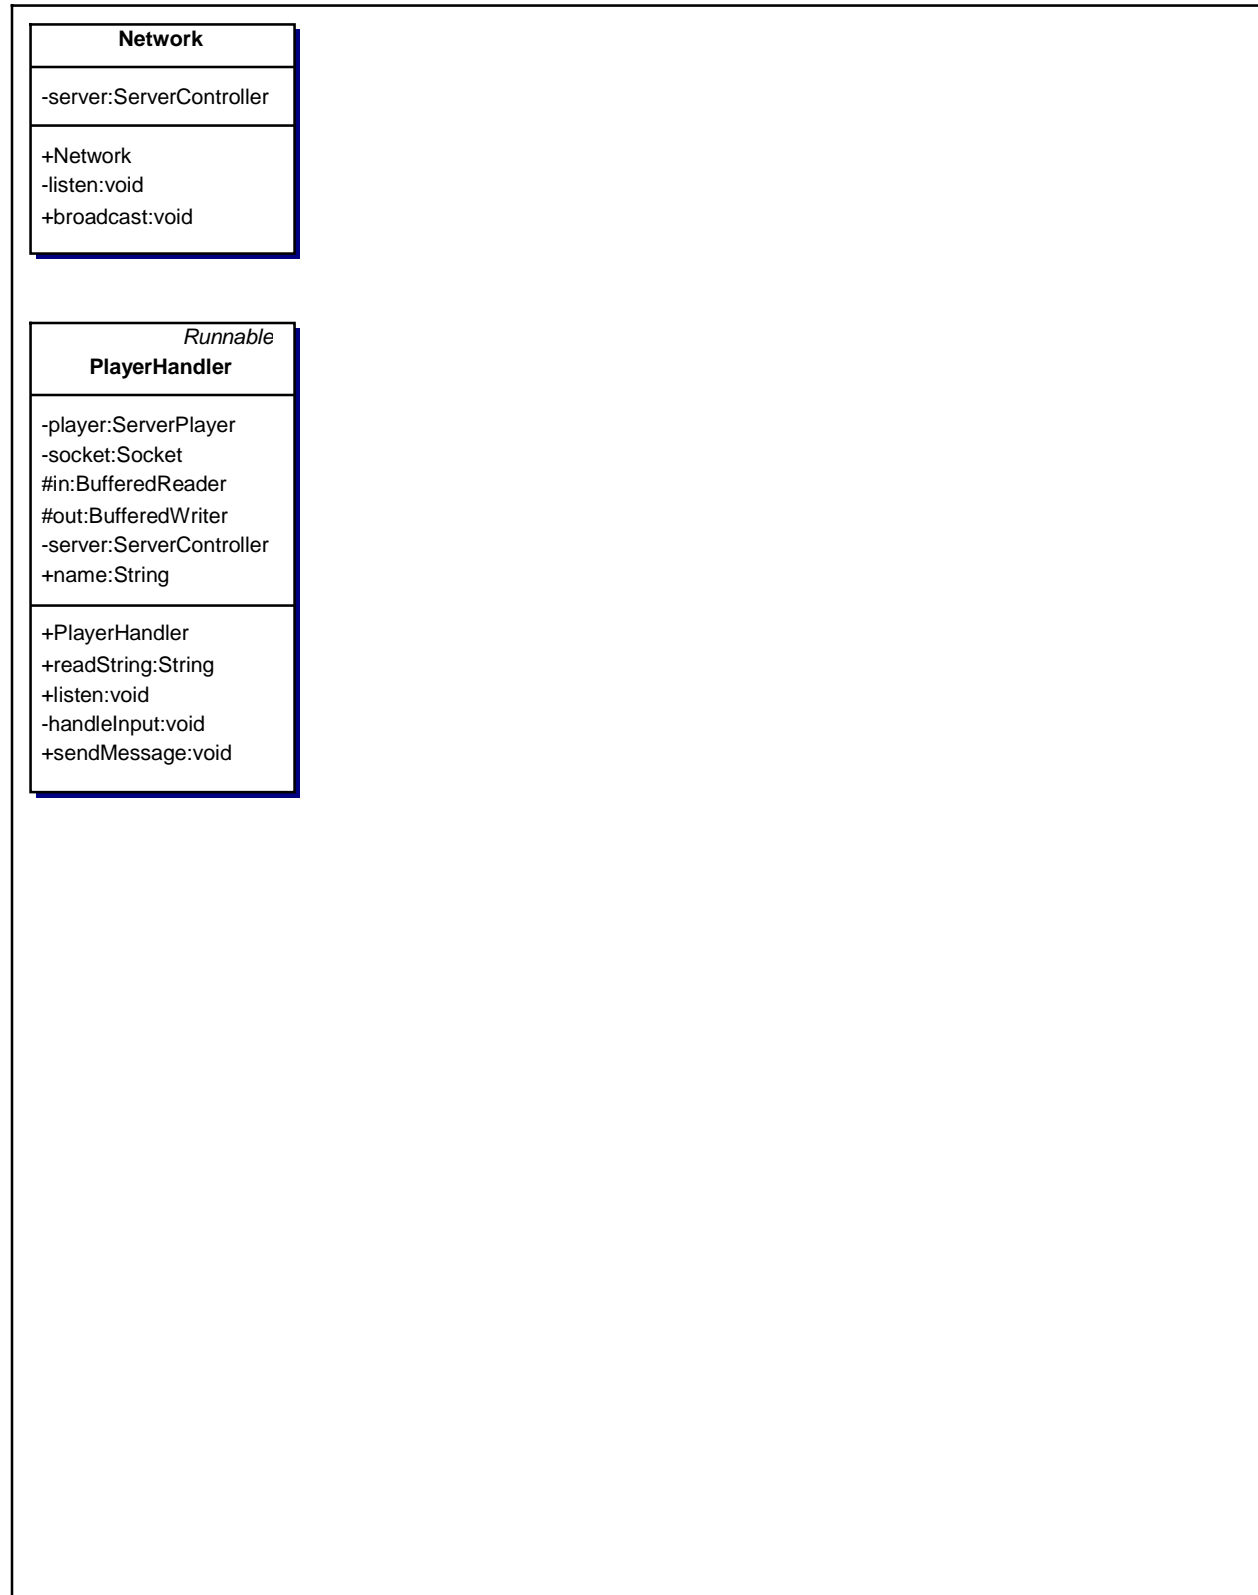 Network
-server:ServerController
+Network
-listen:void
+broadcast:void
Runnable
PlayerHandler
-player:ServerPlayer
-socket:Socket
#in:BufferedReader
#out:BufferedWriter
-server:ServerController
+name:String
+PlayerHandler
+readString:String
+listen:void
-handleInput:void
+sendMessage:void